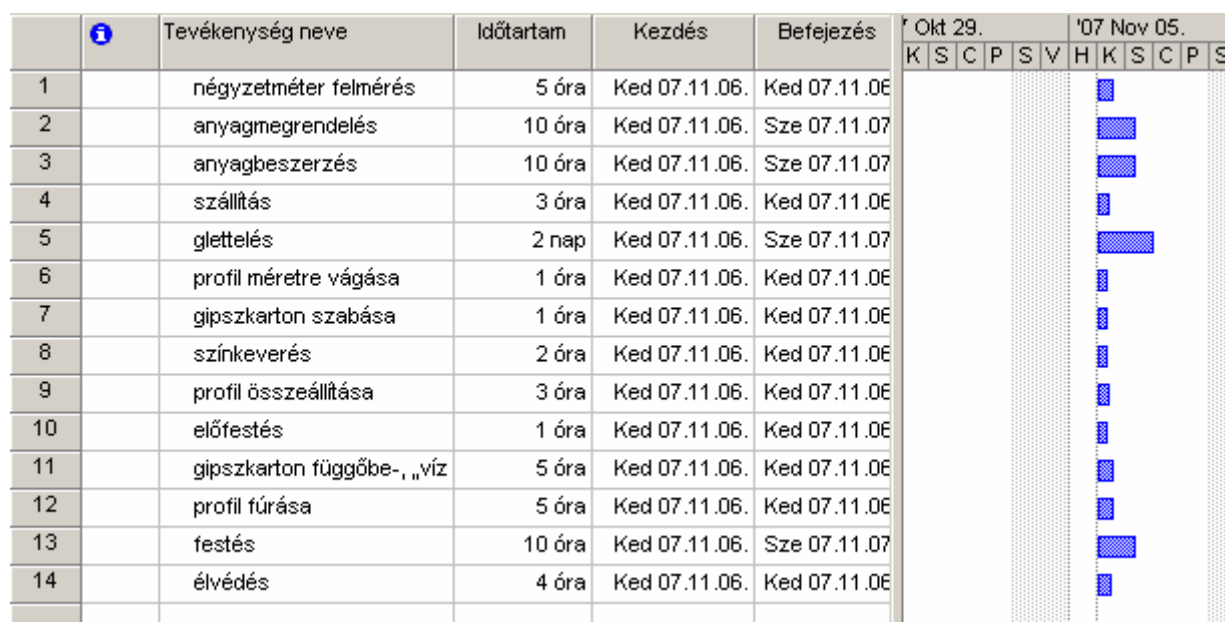 Tevékenység neve Időtartam Kezdés Befejezés Okt 29. '07 Nov 05.
K S C P S V H K S C P S
1 négyzetméter felmérés 5 óra Ked 07.11.06. Ked 07.11.06
2 anyagmegrendelés 10 óra Ked 07.11.06. Sze 07.11.07
3 anyagbeszerzés 10 óra Ked 07.11.06. Sze 07.11.07
4 szállítás 3 óra Ked 07.11.06. Ked 07.11.06
5 glettelés 2 nap Ked 07.11.06. Sze 07.11.07
6 profil méretre vágása 1 óra Ked 07.11.06. Ked 07.11.06
7 gipszkarton szabása 1 óra Ked 07.11.06. Ked 07.11.06
8 színkeverés 2 óra Ked 07.11.06. Ked 07.11.06
9 profil összeállítása 3 óra Ked 07.11.06. Ked 07.11.06
10 előfestés 1 óra Ked 07.11.06. Ked 07.11.06
11 gipszkarton függőbe-, „víz 5 óra Ked 07.11.06. Ked 07.11.06
12 profil fúrása 5 óra Ked 07.11.06. Ked 07.11.06
13 festés 10 óra Ked 07.11.06. Sze 07.11.07
14 élvédés 4 óra Ked 07.11.06. Ked 07.11.06